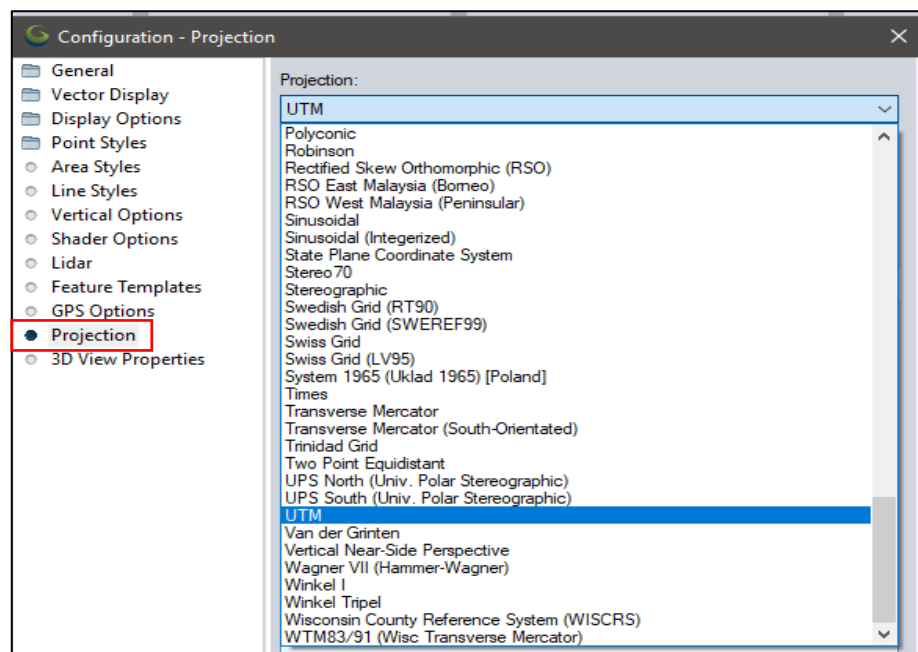 Configuration - Projection
General
Vector Display
Display Options
Point Styles
Area Styles
Line Styles
Vertical Options
Shader Options
Lidar
Feature Templates
GPS Options
Projection
3D View Properties
Projection:
UTM
Polyconic
Robinson
Rectified Skew Orthomorphic (RSO)
RSO East Malaysia (Borneo)
RSO West Malaysia (Peninsular)
Sinusoidal
Sinusoidal (Integerized)
State Plane Coordinate System
Stereo70
Stereographic
Swedish Grid (RT90)
Swedish Grid (SWEREF99)
Swiss Grid
Swiss Grid (LV95)
System 1965 (Uklad 1965) [Poland]
Times
Transverse Mercator
Transverse Mercator (South-Orientated)
Trinidad Grid
Two Point Equidistant
UPS North (Univ. Polar Stereographic)
UPS South (Univ. Polar Stereographic)
UTM
Van der Grinten
Vertical Near-Side Perspective
Wagner VII (Hammer-Wagner)
Winkel I
Winkel Tripel
Wisconsin County Reference System (WISCRS)
WTM83/91 (Wisc Transverse Mercator)